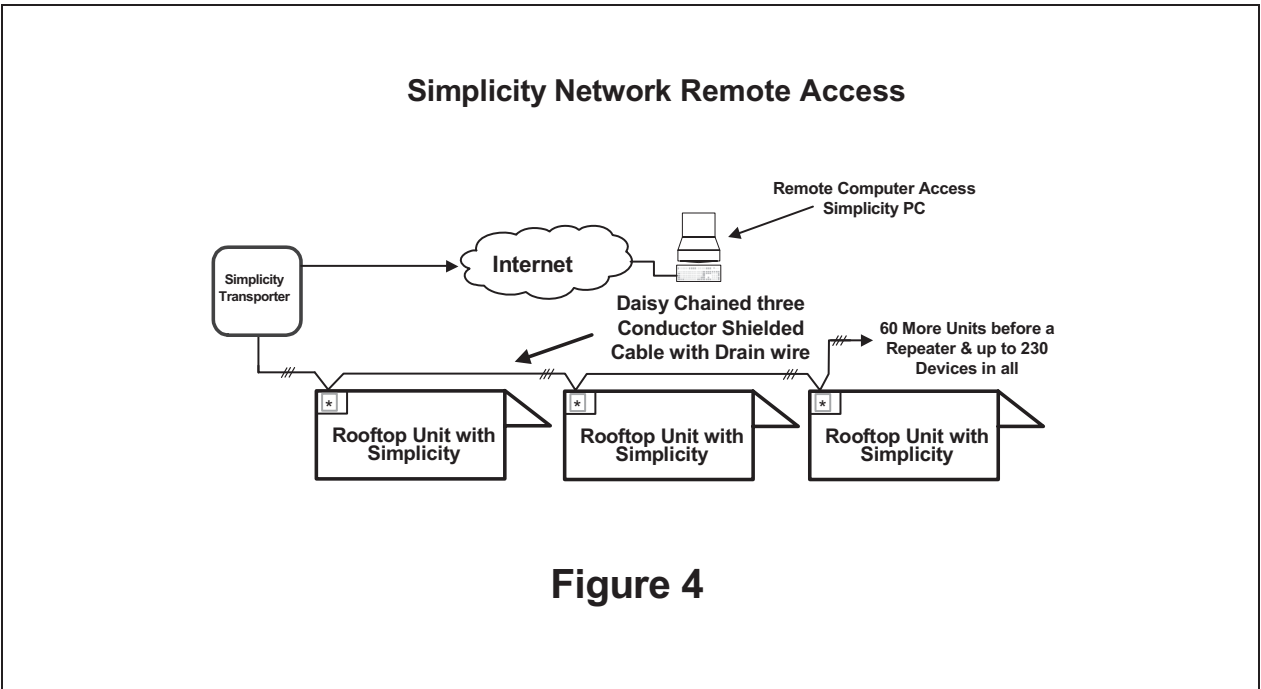 Simplicity Network Remote Access
Remote Computer Access
Simplicity PC
Internet
Simplicity
Transporter
Daisy Chained three
Conductor Shielded
Cable with Drain wire
60 More Units before a
Repeater & up to 230
Devices in all
*
Rooftop Unit with
Simplicity
*
Rooftop Unit with
Simplicity
*
Rooftop Unit with
Simplicity
Figure 4